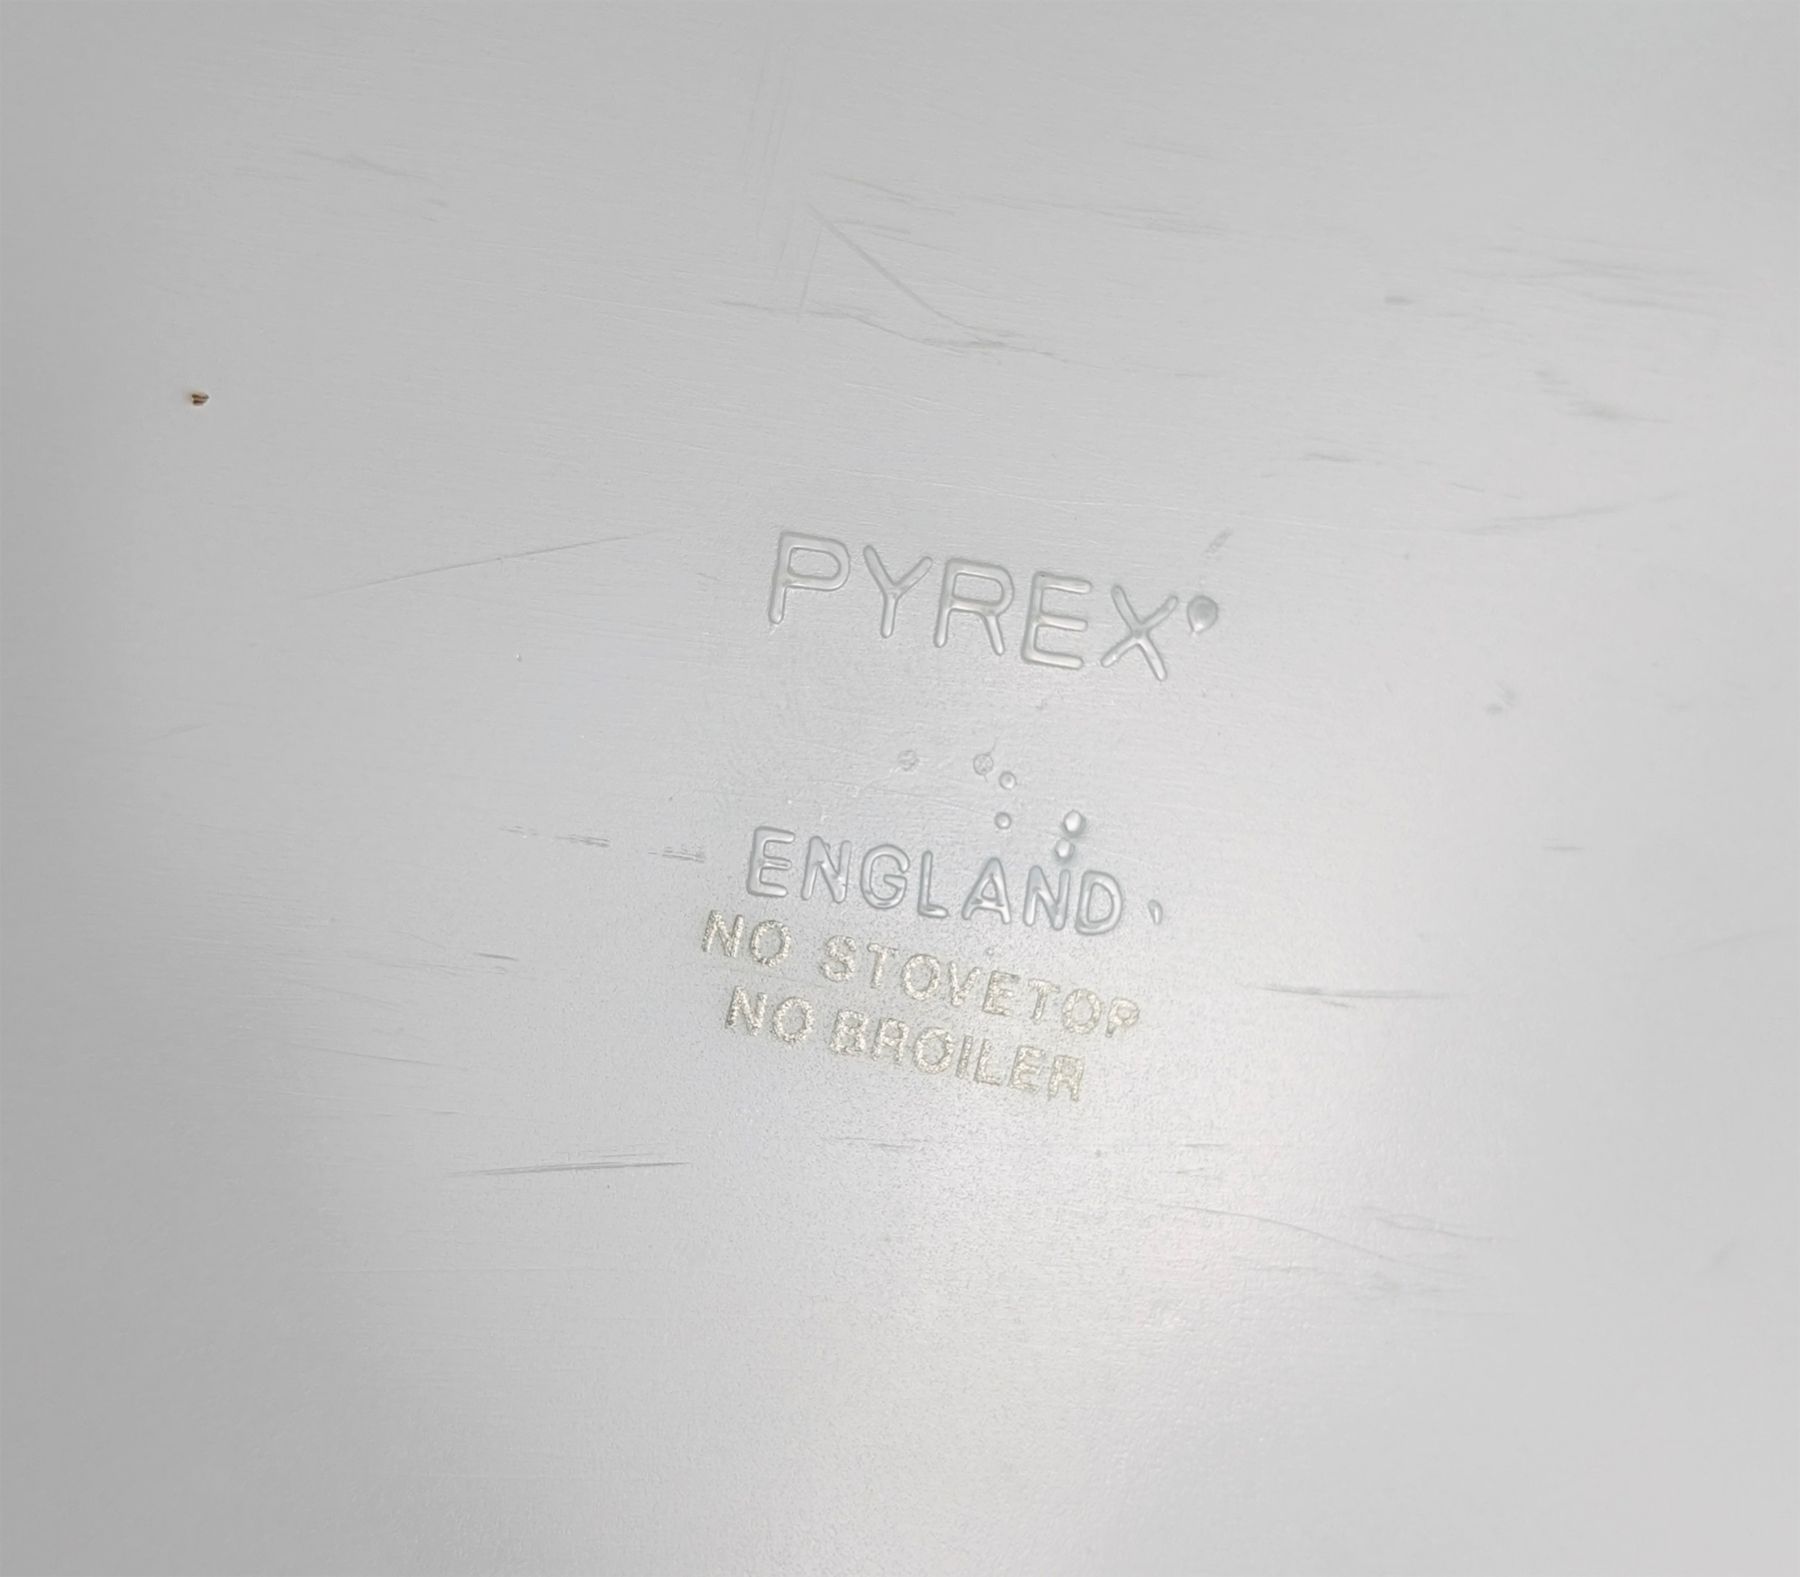 PYREX
ENGLAND
NO STOVETOP
NO BROILER